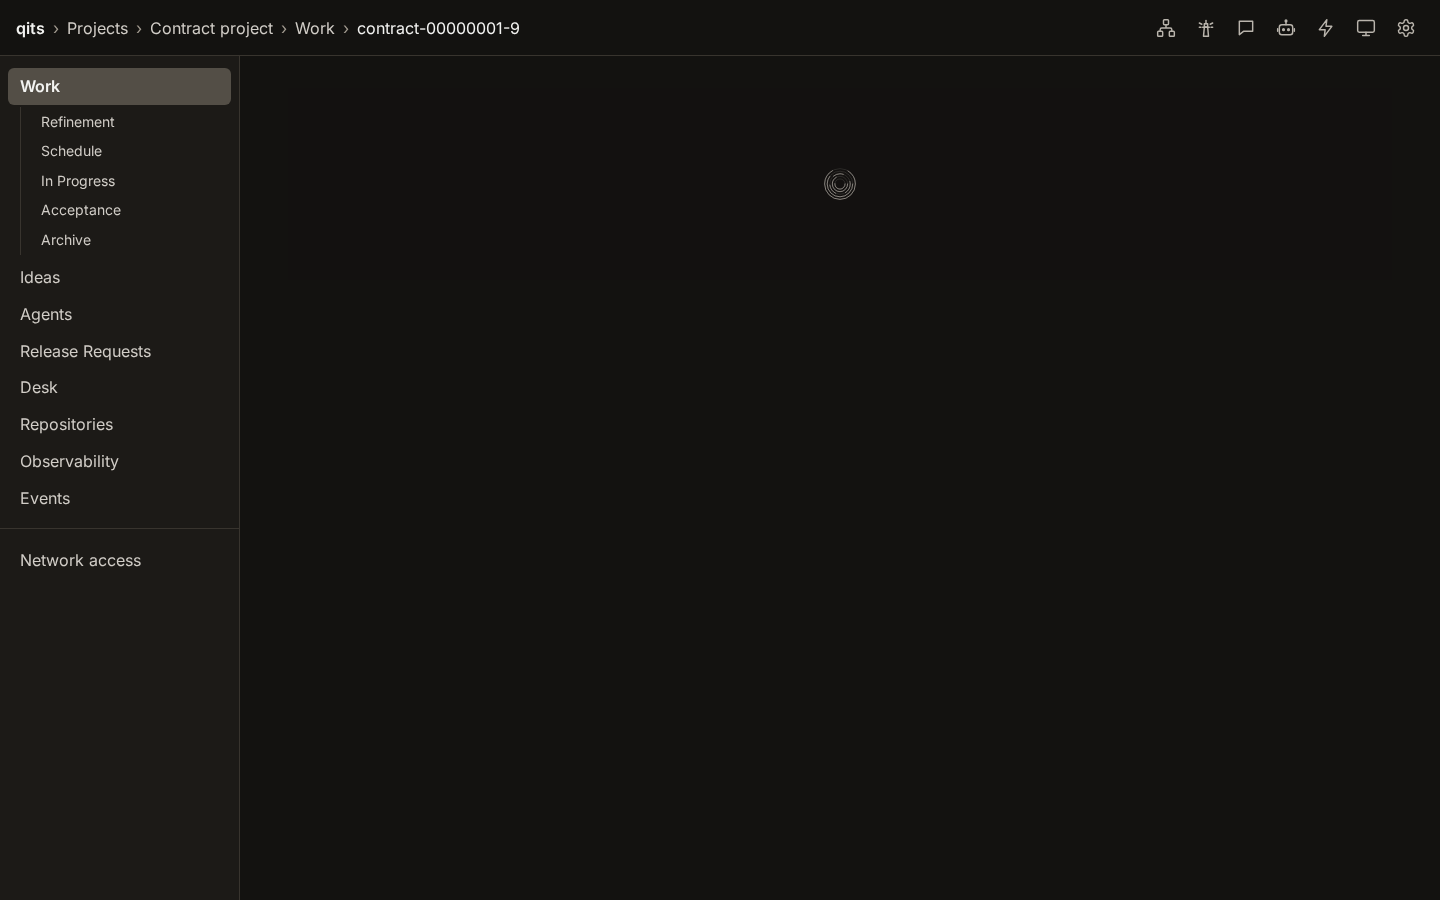 qits › Projects › Contract project › Work › contract-00000001-9
Work
Refinement
Schedule
In Progress
Acceptance
Archive
Ideas
Agents
Release Requests
Desk
Repositories
Observability
Events
Network access